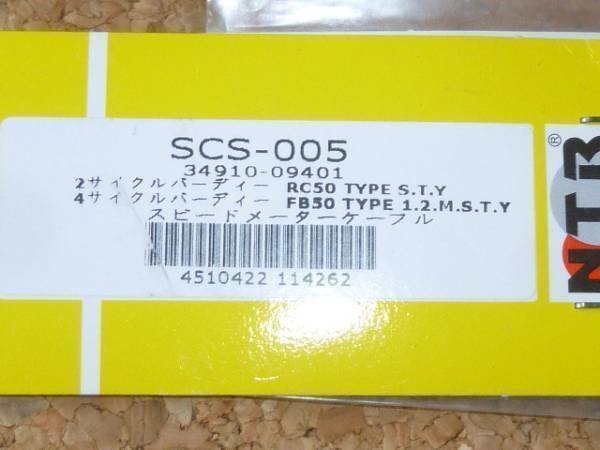 SCS-005
34910-09401
2サイクルバーディー RC50 TYPE S.T.Y
4サイクルバーディー FB50 TYPE 1.2.M.S.T.Y
スピードメーターケーブル
4510422 114262
NTB
®